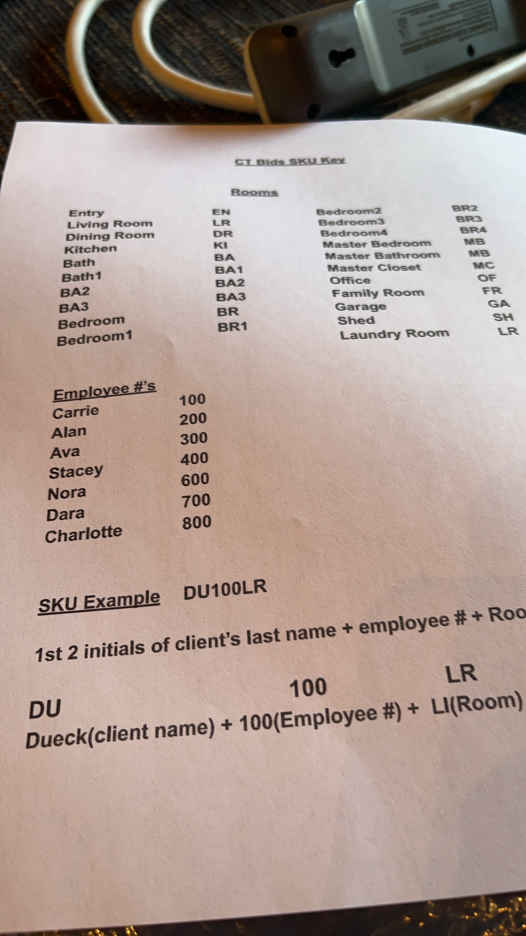 CT Bids SKU Key
Rooms
Entry EN Bedroom2 BR2
Living Room LR Bedroom3 BR3
Dining Room DR Bedroom4 BR4
Kitchen KI Master Bedroom MB
Bath BA Master Bathroom MB
Bath1 BA1 Master Closet MC
BA2 BA2 Office OF
BA3 BA3 Family Room FR
Bedroom BR Garage GA
Bedroom1 BR1 Shed SH
Laundry Room LR
Employee #'s
Carrie 100
Alan 200
Ava 300
Stacey 400
Nora 600
Dara 700
Charlotte 800
SKU Example DU100LR
1st 2 initials of client's last name + employee # + Roo
DU 100 LR
Dueck(client name) + 100(Employee #) + LI(Room)